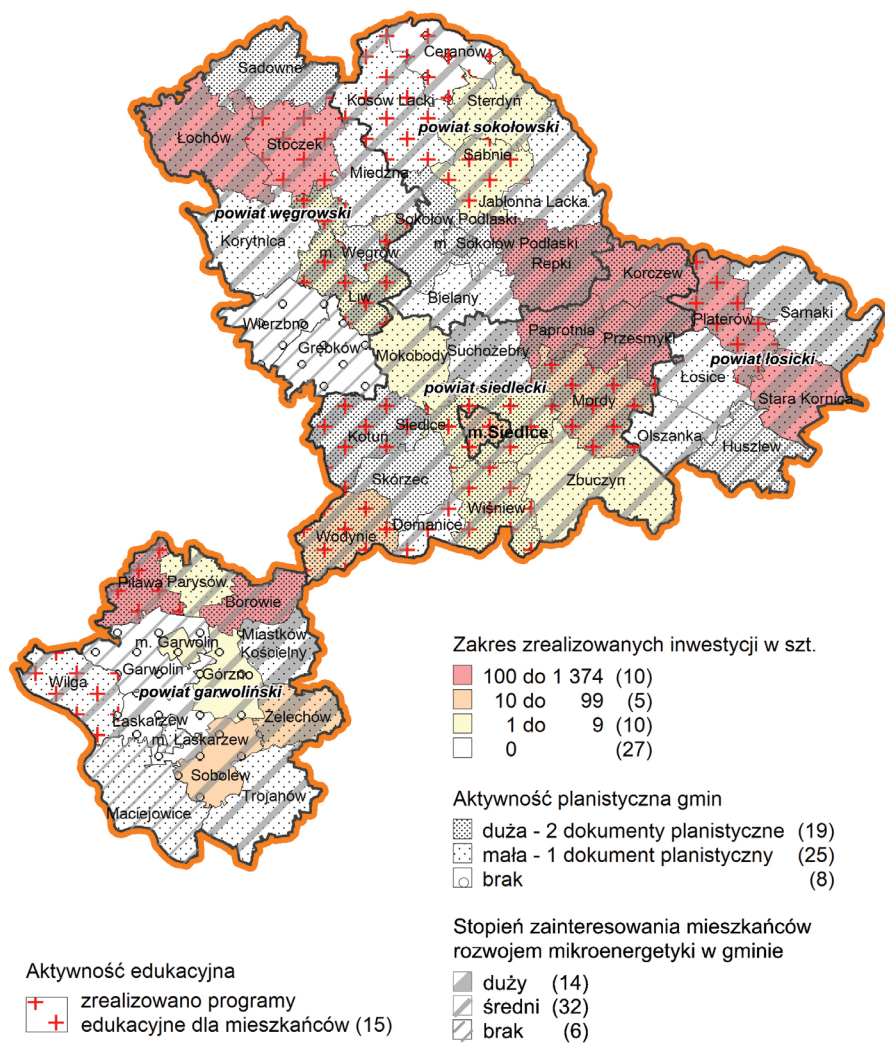 Sadowne
Ceranów
Kosów Lacki
Sterdyń
powiat sokołowski
Łochów
Stoczek
Sabnie
Miedzna
Jabłonna Lacka
powiat węgrowski
Sokołów Podlaski
Korytnica
m. Węgrów
m. Sokołów Podlaski
Repki
Korczew
Liw
Bielany
Platerów
Sarnaki
Wierzbno
Grębków
Paprotnia
Przesmyki
Mokobody
Suchożebry
powiat łosicki
Łosice
powiat siedlecki
Mordy
Stara Kornica
Kotuń
Siedlce
m.Siedlce
Olszanka
Huszlew
Skórzec
Zbuczyn
Wiśniew
Domanice
Wodynie
Pilawa
Parysów
Borowie
m. Garwolin
Miastków
Kościelny
Garwolin
Górzno
Wilga
powiat garwoliński
Łaskarzew
Żelechów
m. Łaskarzew
Sobolew
Trojahów
Maciejowice
Zakres zrealizowanych inwestycji w szt.
100 do 1 374 (10)
10 do 99 (5)
1 do 9 (10)
0 (27)
Aktywność planistyczna gmin
duża - 2 dokumenty planistyczne (19)
mała - 1 dokument planistyczny (25)
brak (8)
Stopień zainteresowania mieszkańców
rozwojem mikroenergetyki w gminie
duży (14)
średni (32)
brak (6)
Aktywność edukacyjna
zrealizowano programy
edukacyjne dla mieszkańców (15)